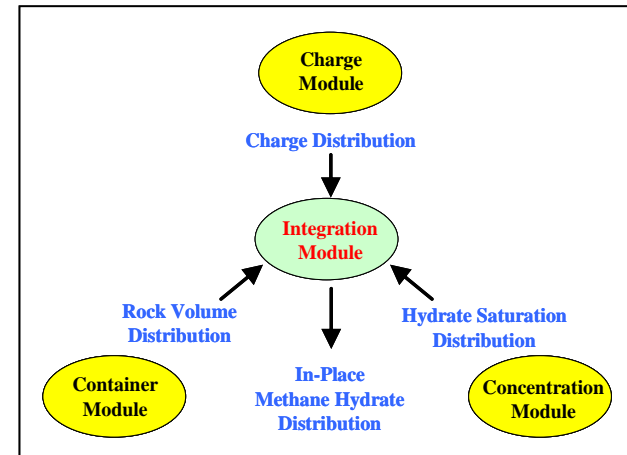 Charge
Module
Charge Distribution
Integration
Module
Rock Volume
Distribution
Hydrate Saturation
Distribution
Container
Module
In-Place
Methane Hydrate
Distribution
Concentration
Module